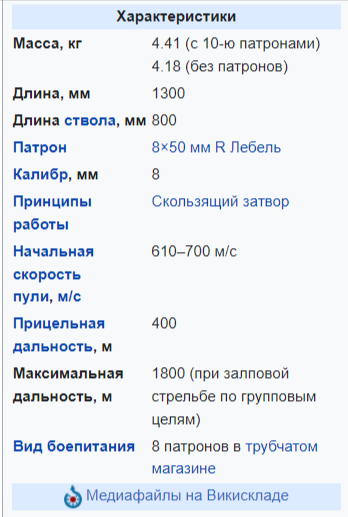 Характеристики
Масса, кг 4.41 (с 10-ю патронами)
4.18 (без патронов)
Длина, мм 1300
Длина ствола, мм 800
Патрон 8×50 мм R Лебель
Калибр, мм 8
Принципы Скользящий затвор
работы
Начальная 610–700 м/с
скорость
пули, м/с
Прицельная 400
дальность, м
Максимальная 1800 (при залповой
дальность, м стрельбе по групповым
целям)
Вид боепитания 8 патронов в трубчатом
магазине
Медиафайлы на Викискладе